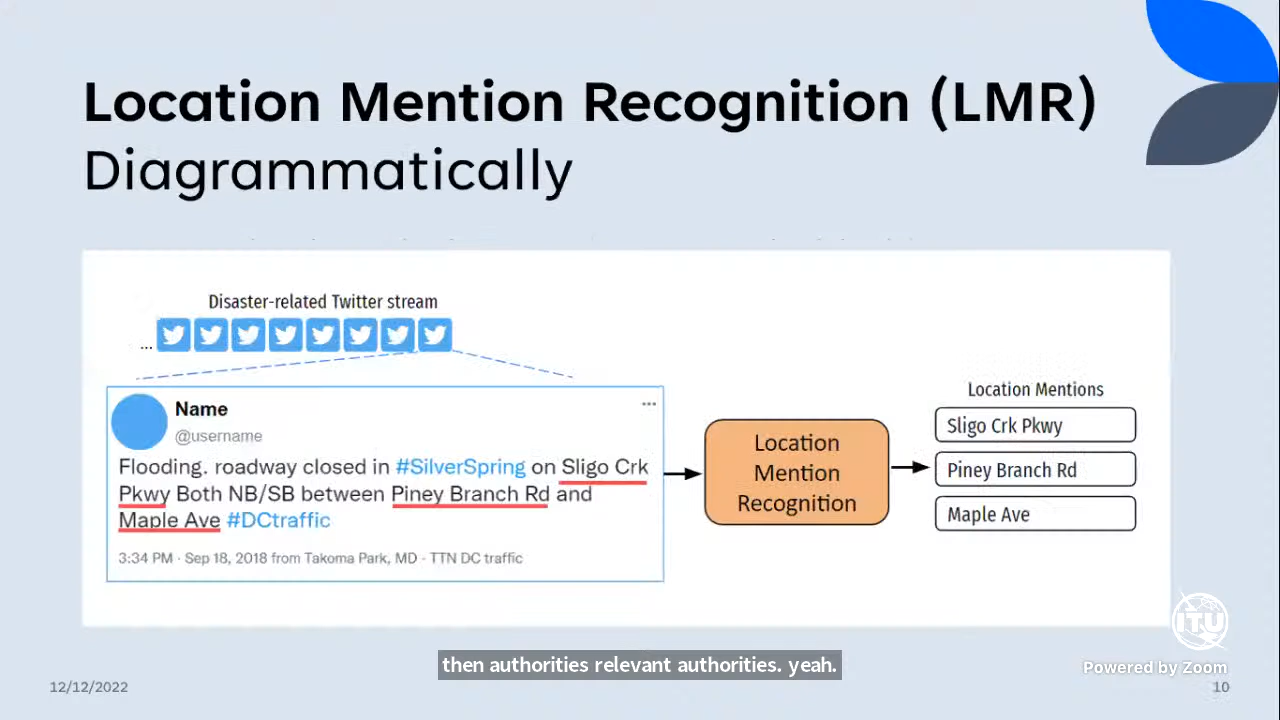 Location Mention Recognition (LMR)
Diagrammatically
Disaster-related Twitter stream
...
Name
@username
Flooding. roadway closed in #SilverSpring on Sligo Crk
Pkwy Both NB/SB between Piney Branch Rd and
Maple Ave #DCtraffic
3:34 PM · Sep 18, 2018 from Takoma Park, MD · TTN DC traffic
Location
Mention
Recognition
Location Mentions
Sligo Crk Pkwy
Piney Branch Rd
Maple Ave
ITU
then authorities relevant authorities. yeah.
Powered by Zoom
12/12/2022
10